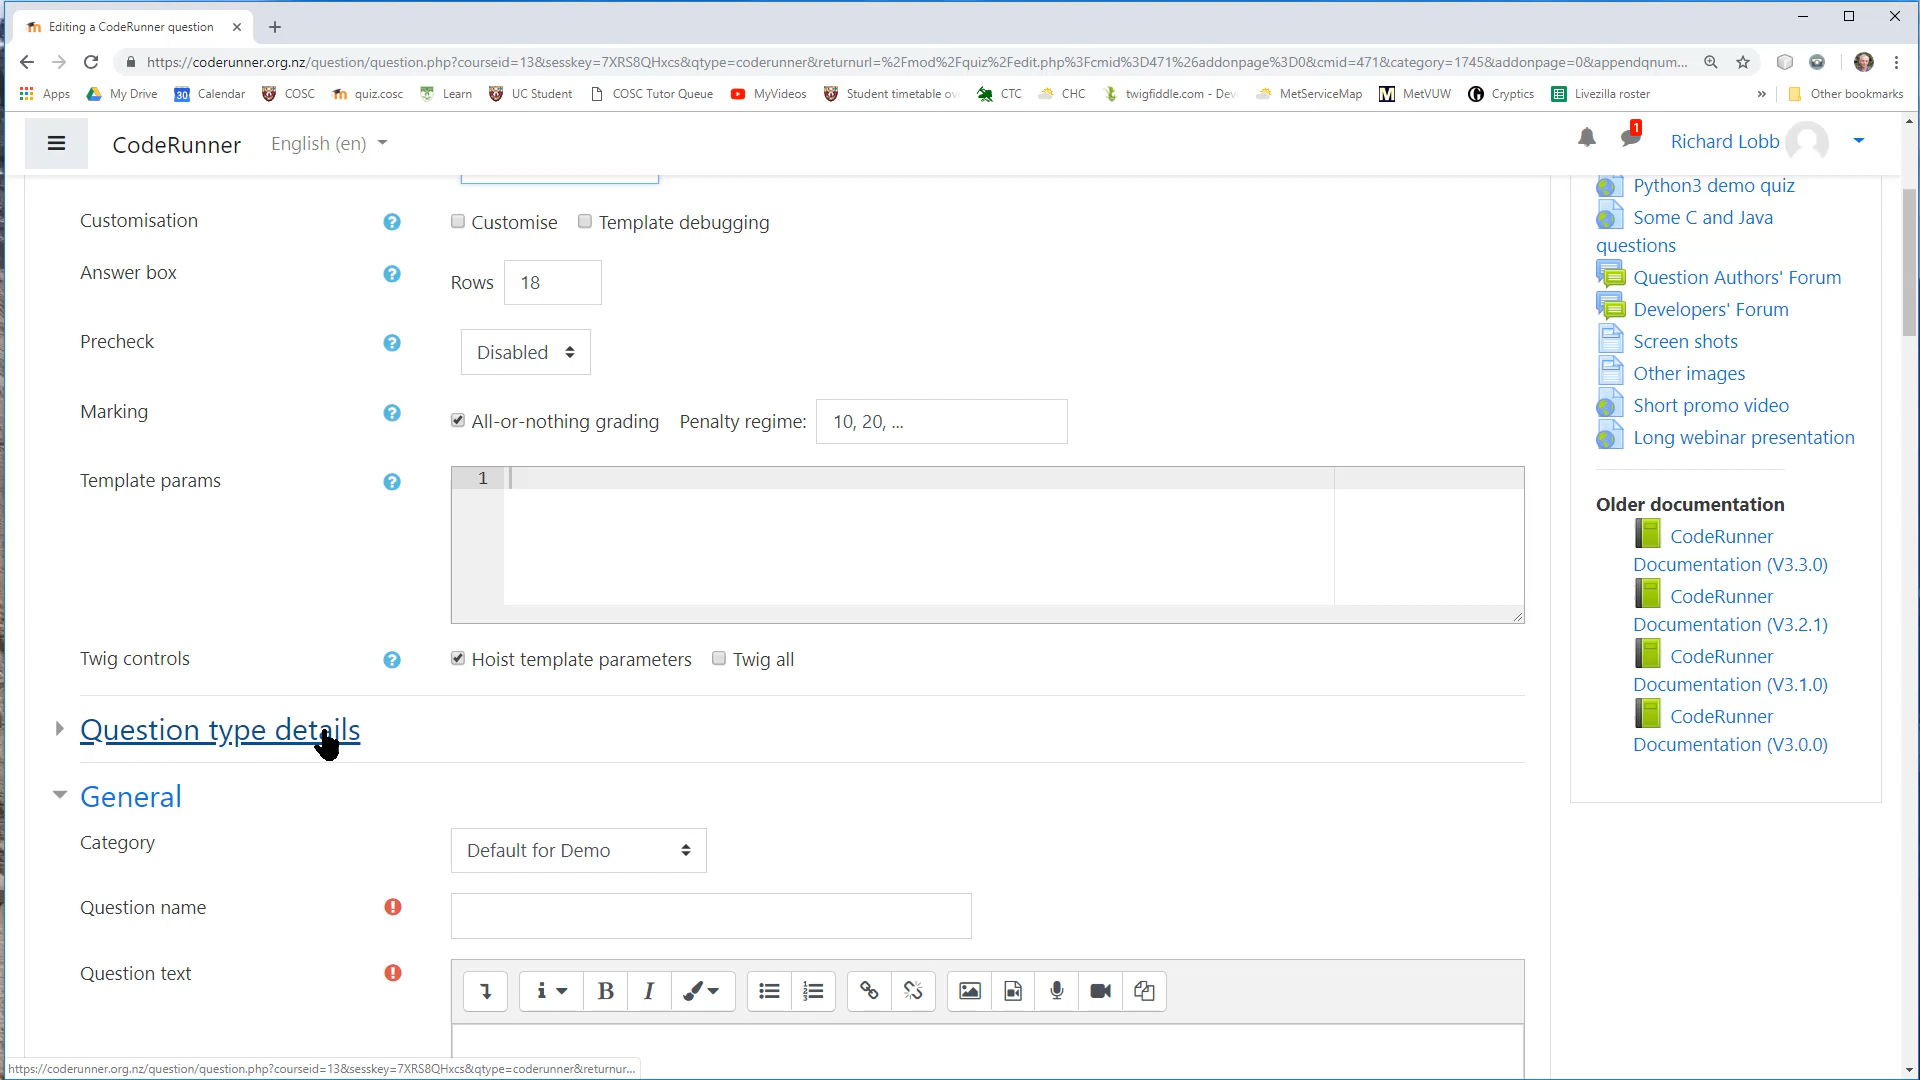 Editing a CodeRunner question
https://coderunner.org.nz/question/question.php?courseid=13&sesskey=7XRS8QHxcs&qtype=coderunner&returnurl=%2Fmod%2Fquiz%2Fedit.php%3Fcmid%3D471%26addonpage%3D0&cmid=471&category=1745&addonpage=0&appendqnum...
Apps My Drive 30 Calendar COSC quiz.cosc Learn UC Student COSC Tutor Queue MyVideos Student timetable ov CTC CHC twigfiddle.com - Dev MetServiceMap MetVUW Cryptics Livezilla roster » Other bookmarks
CodeRunner English (en) 1 Richard Lobb
Customisation
Customise Template debugging
Answer box
Rows 18
Precheck
Disabled
Marking
All-or-nothing grading Penalty regime: 10, 20, ...
Template params
1
Twig controls
Hoist template parameters Twig all
Question type details
General
Category
Default for Demo
Question name
Question text
i B I
Python3 demo quiz
Some C and Java
questions
Question Authors' Forum
Developers' Forum
Screen shots
Other images
Short promo video
Long webinar presentation
Older documentation
CodeRunner
Documentation (V3.3.0)
CodeRunner
Documentation (V3.2.1)
CodeRunner
Documentation (V3.1.0)
CodeRunner
Documentation (V3.0.0)
https://coderunner.org.nz/question/question.php?courseid=13&sesskey=7XRS8QHxcs&qtype=coderunner&returnur...